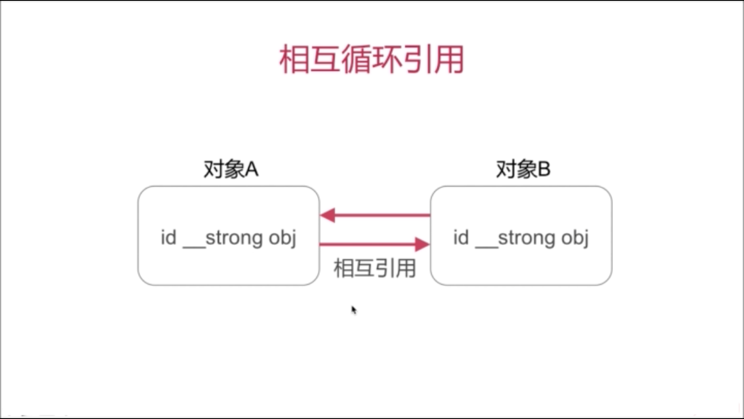 相互循环引用
对象A
对象B
id __strong obj
id __strong obj
相互引用